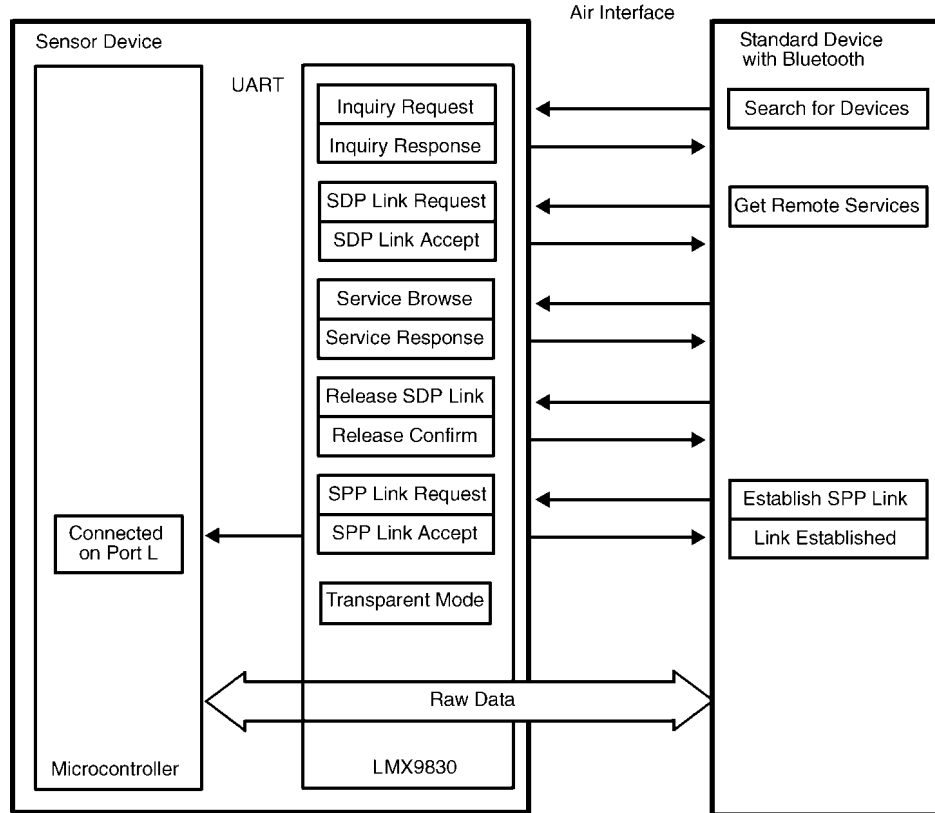 Air Interface
Sensor Device
Standard Device
with Bluetooth
UART
Inquiry Request
Search for Devices
Inquiry Response
SDP Link Request
Get Remote Services
SDP Link Accept
Service Browse
Service Response
Release SDP Link
Release Confirm
SPP Link Request
Establish SPP Link
Connected
on Port L
SPP Link Accept
Link Established
Transparent Mode
Raw Data
Microcontroller
LMX9830